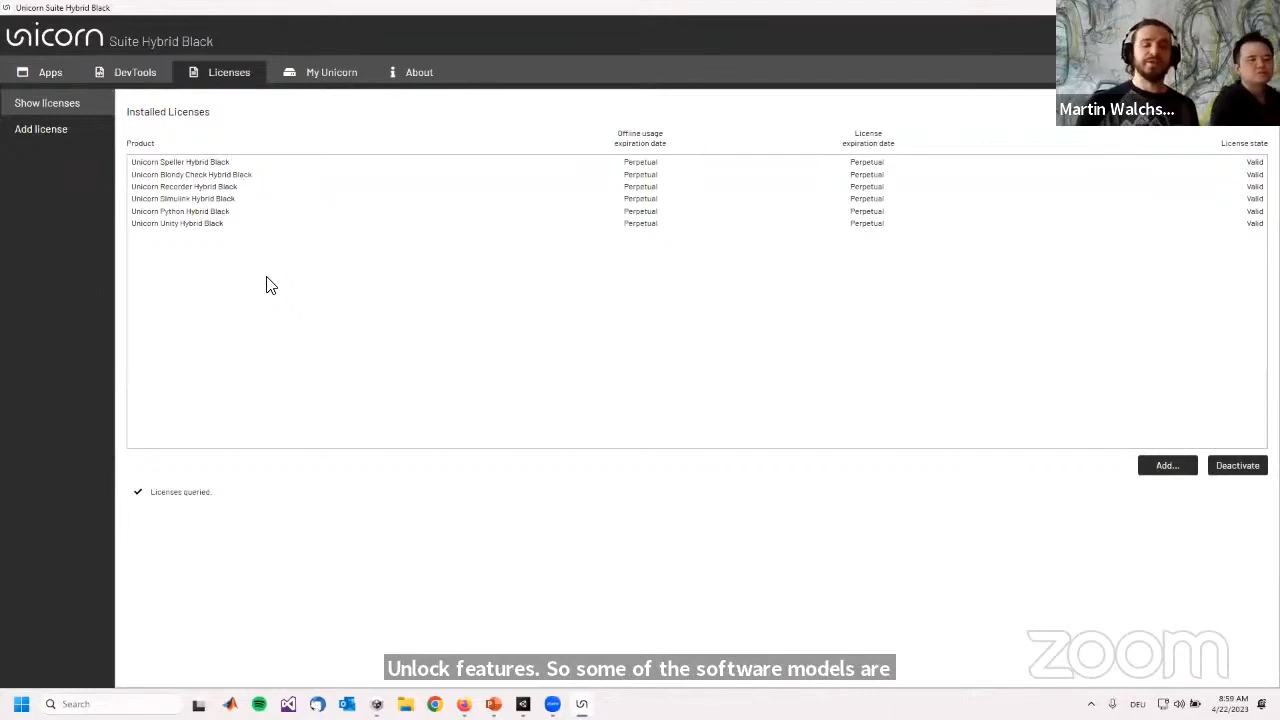 Unicorn Suite Hybrid Black
unicorn Suite Hybrid Black
Apps
DevTools
Licenses
My Unicorn
About
Martin Walchs...
Show licenses
Add license
Installed Licenses
Product
Offline usage
expiration date
License
expiration date
License state
Unicorn Speller Hybrid Black Perpetual Perpetual Valid
Unicorn Blondy Check Hybrid Black Perpetual Perpetual Valid
Unicorn Recorder Hybrid Black Perpetual Perpetual Valid
Unicorn Simulink Hybrid Black Perpetual Perpetual Valid
Unicorn Python Hybrid Black Perpetual Perpetual Valid
Unicorn Unity Hybrid Black Perpetual Perpetual Valid
Add...
Deactivate
Licenses queried.
zoom
Unlock features. So some of the software models are
Search
zoom
DEU
8:59 AM
4/22/2023